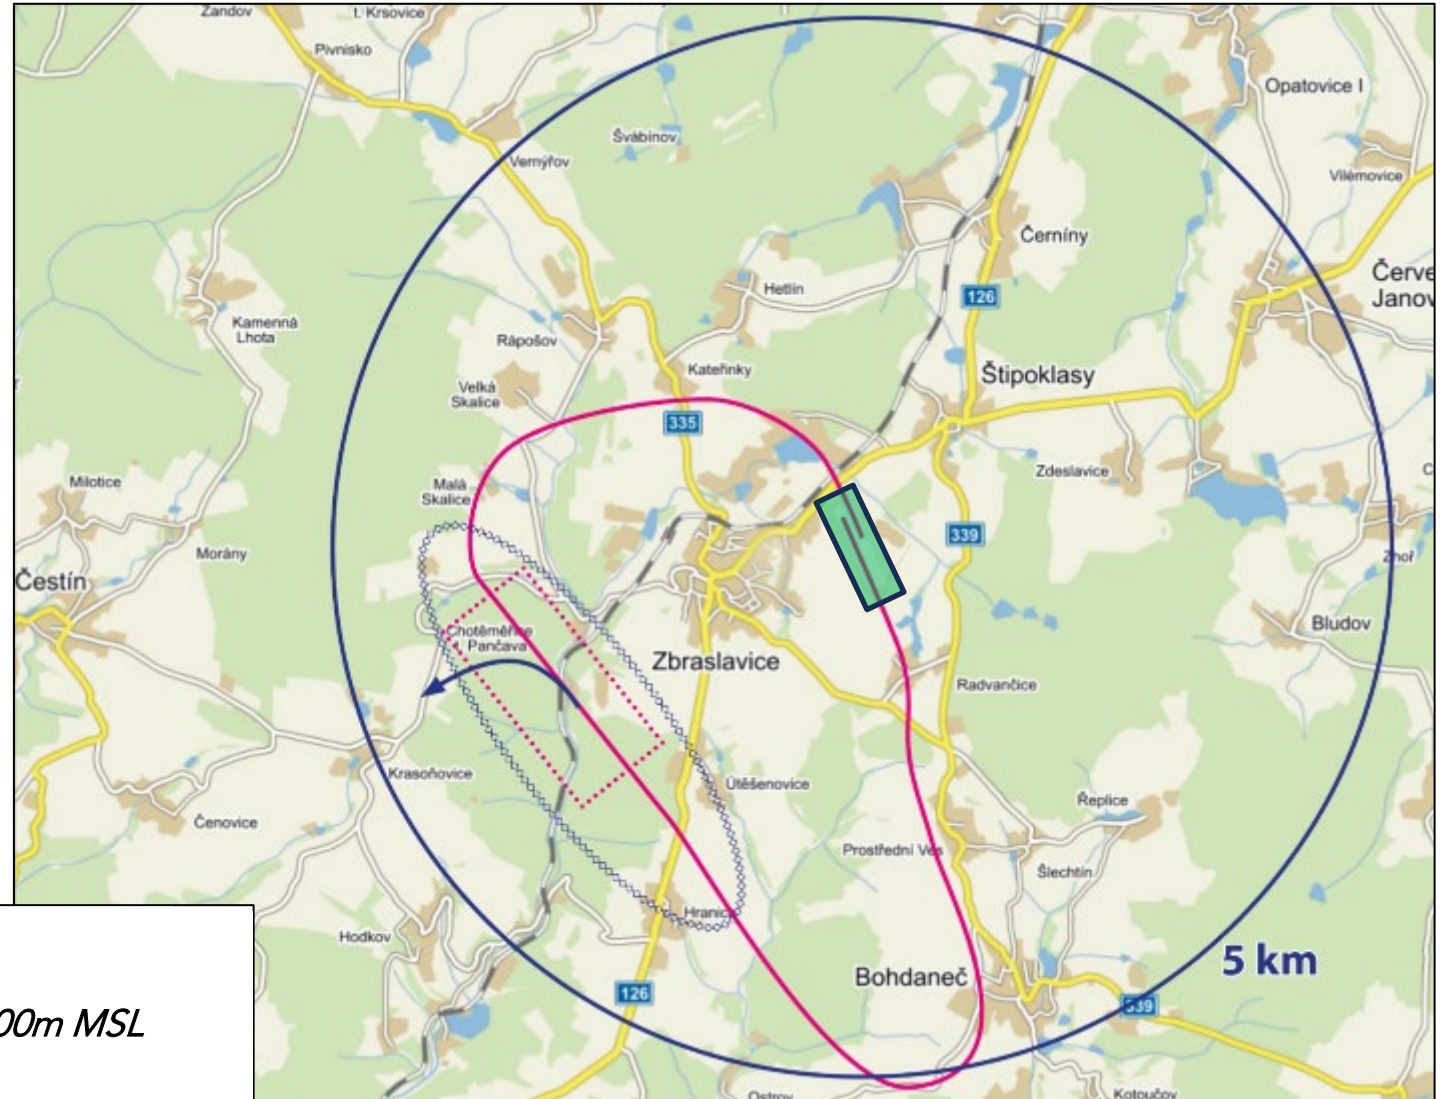 Žandov
t. Krsovice
Pivnisko
Opatovice I
Švábínov
Vernýřov
Vilémovice
Černíny
Červe
Janov
Hetlín
126
Kamenná
Lhota
Rápošov
Kateřinky
Štipoklasy
Velká
Skalice
335
Milotice
Malá
Skalice
Zdeslavice
Morány
339
Zhoř
Čestín
Chotěměřice
Pančava
Bludov
Zbraslavice
Radvančice
Krasoňovice
Útěšenovice
Čenovice
Řeplice
Prostřední Ves
Šlechtín
Hranice
Hodkov
Bohdaneč
5 km
126
339
00m MSL
Ostrov
Kotoučov